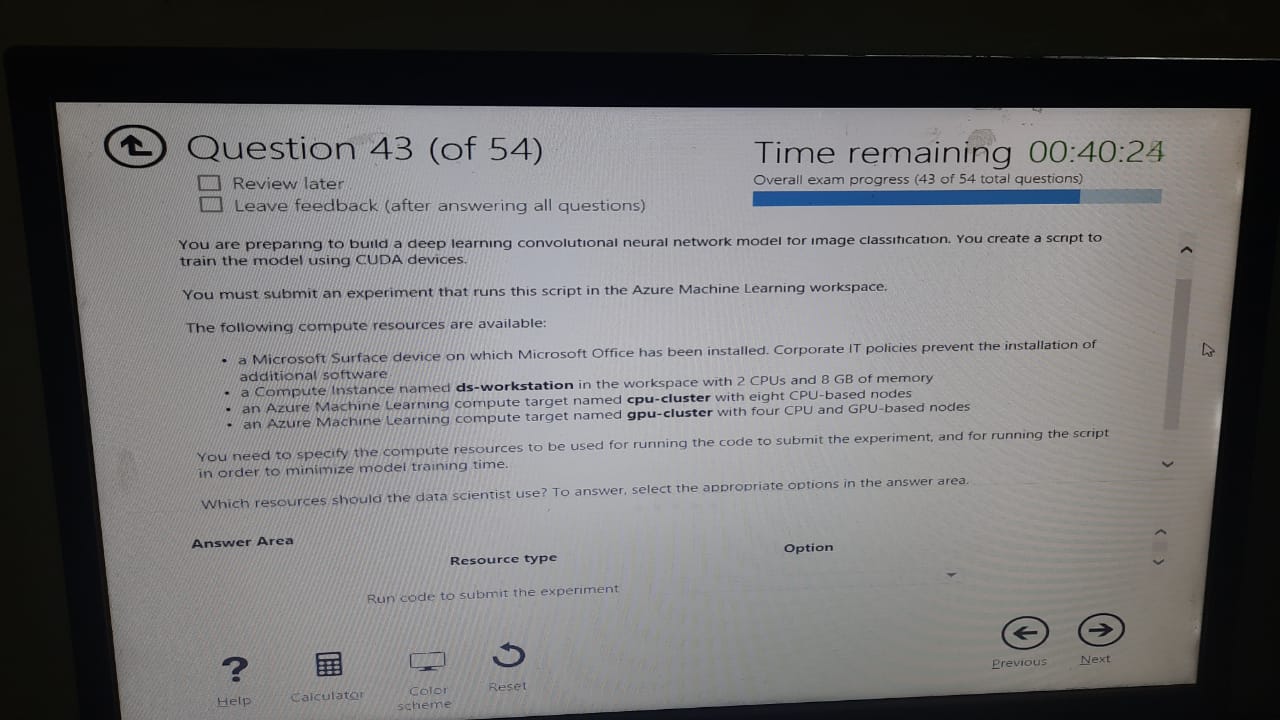 Question 43 (of 54)
Review later
Leave feedback (after answering all questions)
Time remaining 00:40:24
Overall exam progress (43 of 54 total questions)
You are preparing to build a deep learning convolutional neural network model for image classification. You create a script to
train the model using CUDA devices.
You must submit an experiment that runs this script in the Azure Machine Learning workspace.
The following compute resources are available:
• a Microsoft Surface device on which Microsoft Office has been installed. Corporate IT policies prevent the installation of
additional software
• a Compute Instance named ds-workstation in the workspace with 2 CPUs and 8 GB of memory
• an Azure Machine Learning compute target named cpu-cluster with eight CPU-based nodes
• an Azure Machine Learning compute target named gpu-cluster with four CPU and GPU-based nodes
You need to specify the compute resources to be used for running the code to submit the experiment, and for running the script
in order to minimize model training time.
Which resources should the data scientist use? To answer, select the appropriate options in the answer area.
Answer Area
Resource type
Option
Run code to submit the experiment
? Help
Calculator
Color
scheme
Reset
Previous
Next